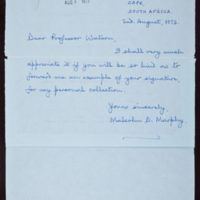 CAPE,
SOUTH AFRICA.
2nd. August, 1972.
Dear Professor Watson,
I shall very much
appreciate it if you will be so kind as to
forward me an example of your signature,
for my personal collection.
Yours sincerely,
Malcolm D. Murphy.